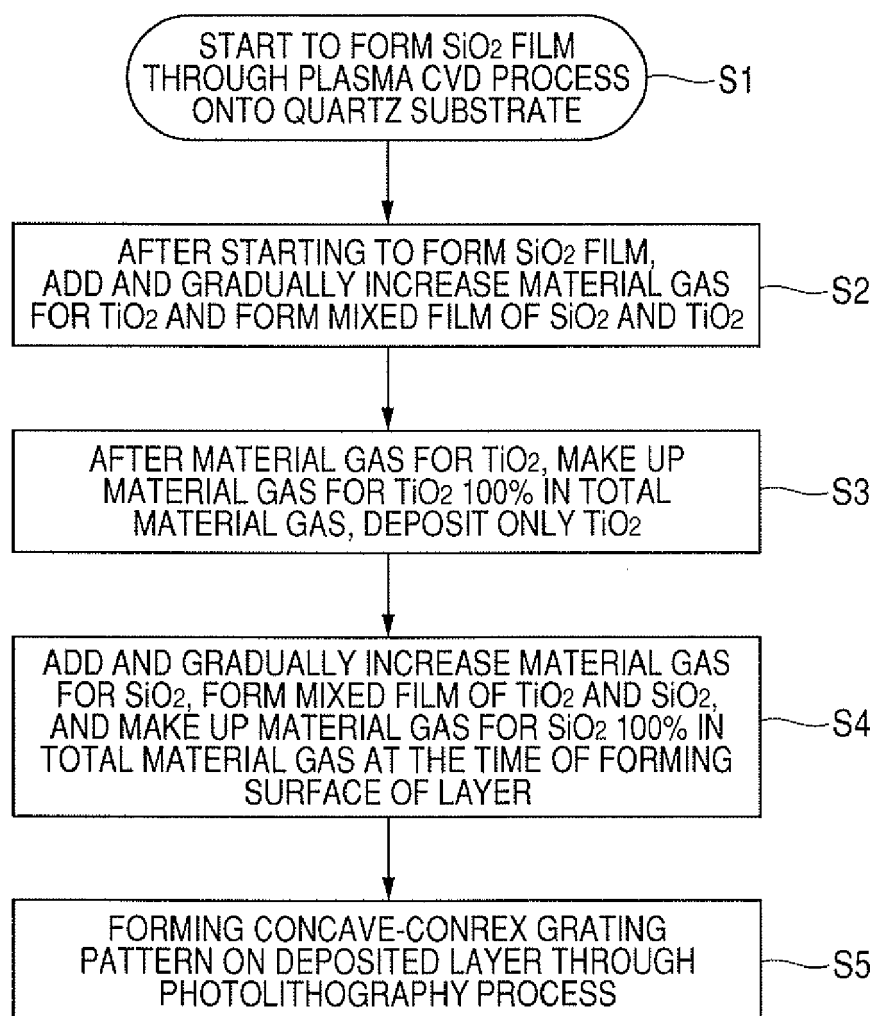 START TO FORM SiO2 FILM
THROUGH PLASMA CVD PROCESS
ONTO QUARTZ SUBSTRATE
S1
AFTER STARTING TO FORM SiO2 FILM,
ADD AND GRADUALLY INCREASE MATERIAL GAS
FOR TiO2 AND FORM MIXED FILM OF SiO2 AND TiO2
S2
AFTER MATERIAL GAS FOR TiO2, MAKE UP
MATERIAL GAS FOR TiO2 100% IN TOTAL
MATERIAL GAS, DEPOSIT ONLY TiO2
S3
ADD AND GRADUALLY INCREASE MATERIAL GAS
FOR SiO2, FORM MIXED FILM OF TiO2 AND SiO2,
AND MAKE UP MATERIAL GAS FOR SiO2 100% IN
TOTAL MATERIAL GAS AT THE TIME OF FORMING
SURFACE OF LAYER
S4
FORMING CONCAVE-CONREX GRATING
PATTERN ON DEPOSITED LAYER THROUGH
PHOTOLITHOGRAPHY PROCESS
S5